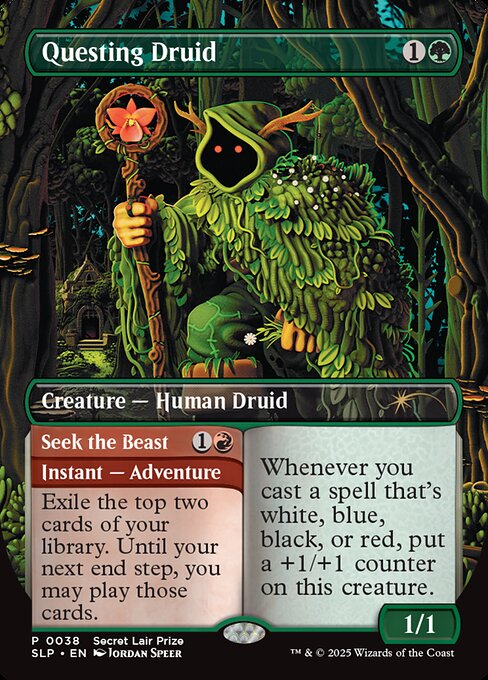 Questing Druid 1
Creature — Human Druid
Seek the Beast 1
Instant — Adventure
Exile the top two
cards of your
library. Until your
next end step, you
may play those
cards.
Whenever you
cast a spell that's
white, blue,
black, or red, put
a +1/+1 counter
on this creature.
1/1
P 0038 Secret Lair Prize
SLP • EN Jordan Speer
™ & © 2025 Wizards of the Coast